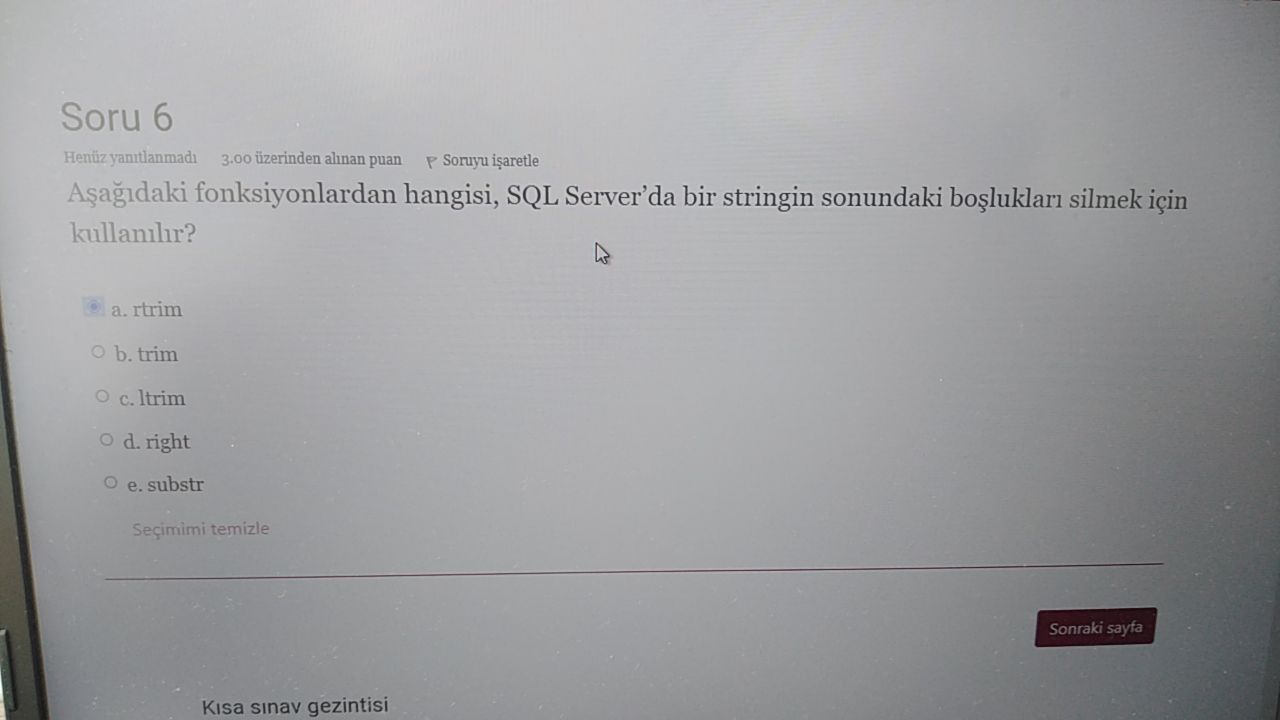 Soru 6
Henüz yanıtlanmadı 3.00 üzerinden alınan puan Soruyu işaretle
Aşağıdaki fonksiyonlardan hangisi, SQL Server'da bir stringin sonundaki boşlukları silmek için
kullanılır?
a. rtrim
b. trim
c. ltrim
d. right
e. substr
Seçimimi temizle
Sonraki sayfa
Kısa sınav gezintisi